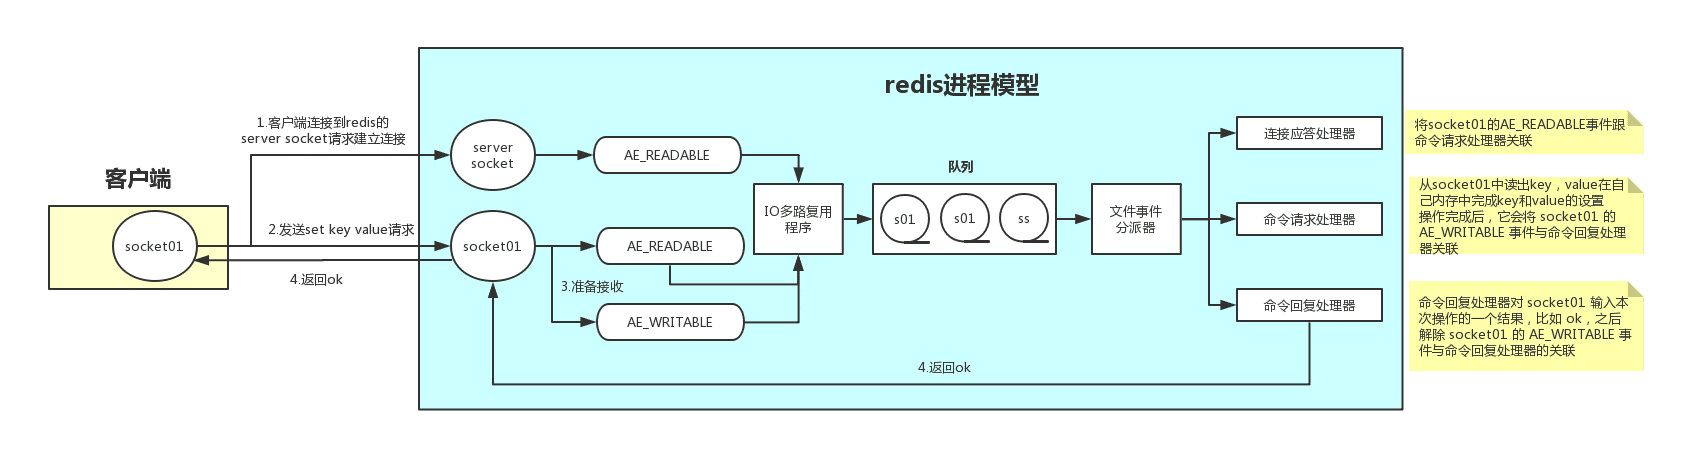 redis进程模型
1.客户端连接到redis的
server socket请求建立连接
客户端
socket01
2.发送set key value请求
4.返回ok
server
socket
AE_READABLE
socket01
AE_READABLE
3.准备接收
AE_WRITABLE
IO多路复用
程序
队列
s01
s01
ss
文件事件
分派器
连接应答处理器
命令请求处理器
命令回复处理器
4.返回ok
将socket01的AE_READABLE事件跟
命令请求处理器关联
从socket01中读出key，value在自
己内存中完成key和value的设置
操作完成后，它会将 socket01 的
AE_WRITABLE 事件与命令回复处理
器关联
命令回复处理器对 socket01 输入本
次操作的一个结果，比如 ok，之后
解除 socket01 的 AE_WRITABLE 事
件与命令回复处理器的关联